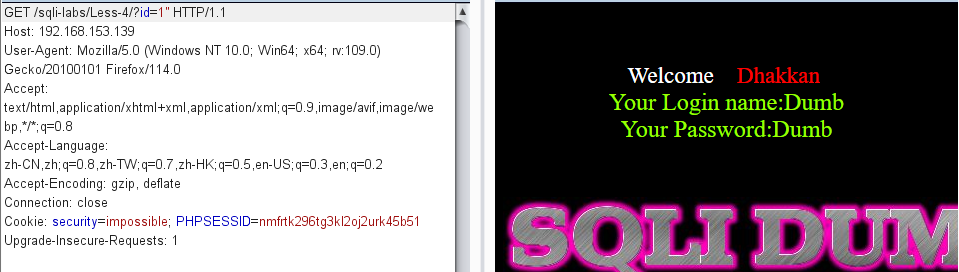 GET /sqli-labs/Less-4/?id=1" HTTP/1.1
Host: 192.168.153.139
User-Agent: Mozilla/5.0 (Windows NT 10.0; Win64; x64; rv:109.0)
Gecko/20100101 Firefox/114.0
Accept:
text/html,application/xhtml+xml,application/xml;q=0.9,image/avif,image/we
bp,*/*;q=0.8
Accept-Language:
zh-CN,zh;q=0.8,zh-TW;q=0.7,zh-HK;q=0.5,en-US;q=0.3,en;q=0.2
Accept-Encoding: gzip, deflate
Connection: close
Cookie: security=impossible; PHPSESSID=nmfrtk296tg3kl2oj2urk45b51
Upgrade-Insecure-Requests: 1
Welcome Dhakkan
Your Login name:Dumb
Your Password:Dumb
SQLI DUM